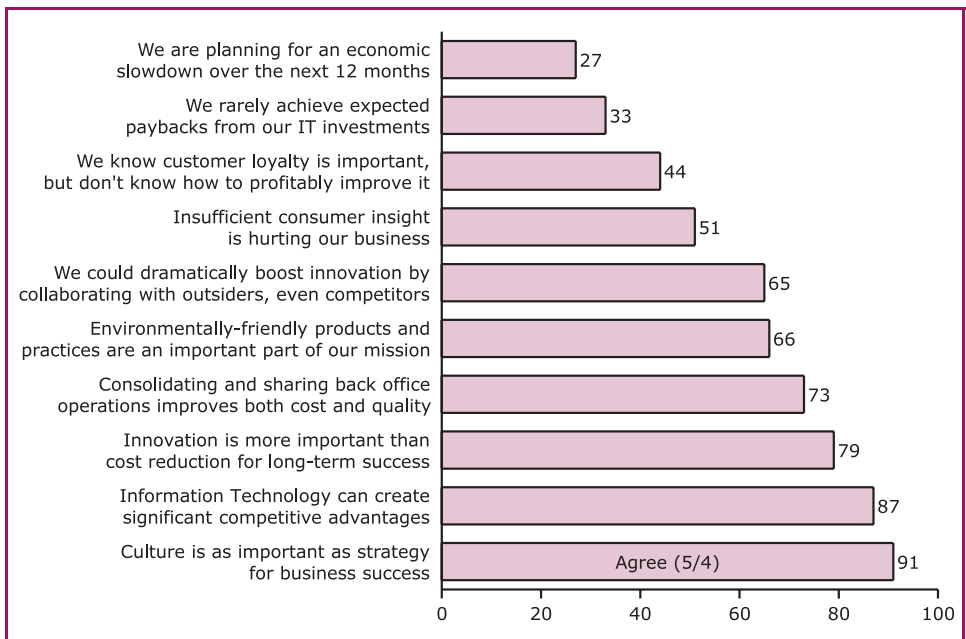 We are planning for an economic
slowdown over the next 12 months
27
We rarely achieve expected
paybacks from our IT investments
33
We know customer loyalty is important,
but don't know how to profitably improve it
44
Insufficient consumer insight
is hurting our business
51
We could dramatically boost innovation by
collaborating with outsiders, even competitors
65
Environmentally-friendly products and
practices are an important part of our mission
66
Consolidating and sharing back office
operations improves both cost and quality
73
Innovation is more important than
cost reduction for long-term success
79
Information Technology can create
significant competitive advantages
87
Culture is as important as strategy
for business success
Agree (5/4)
91
0 20 40 60 80 100